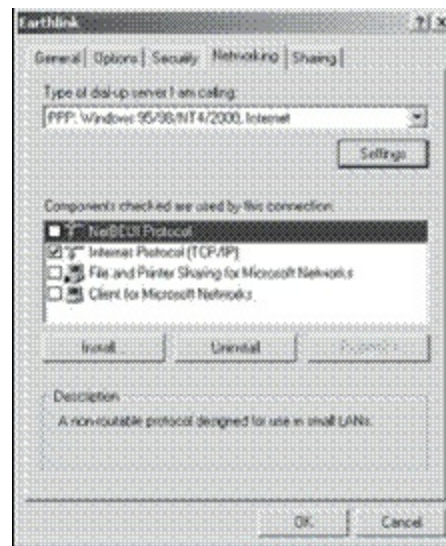 Earthlink
General Options Security Networking Sharing
Type of dial-up server I am calling:
PPP: Windows 95/98/NT4/2000, Internet
Settings
Components checked are used by this connection:
NetBEUI Protocol
Internet Protocol (TCP/IP)
File and Printer Sharing for Microsoft Networks
Client for Microsoft Networks
Install... Uninstall Properties
Description
A non-routable protocol designed for use in small LANs.
OK Cancel